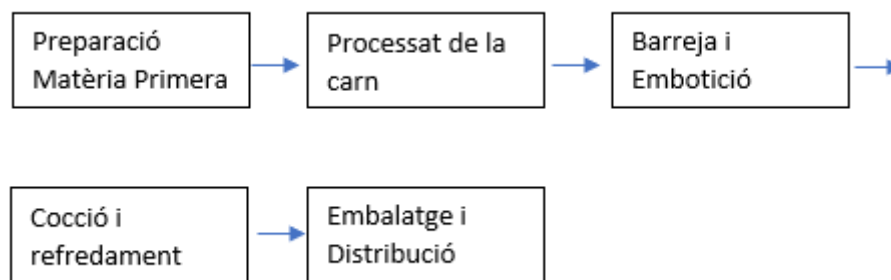 Preparació
Matèria Primera
Processat de la
carn
Barreja i
Embotició
Cocció i
refredament
Embalatge i
Distribució